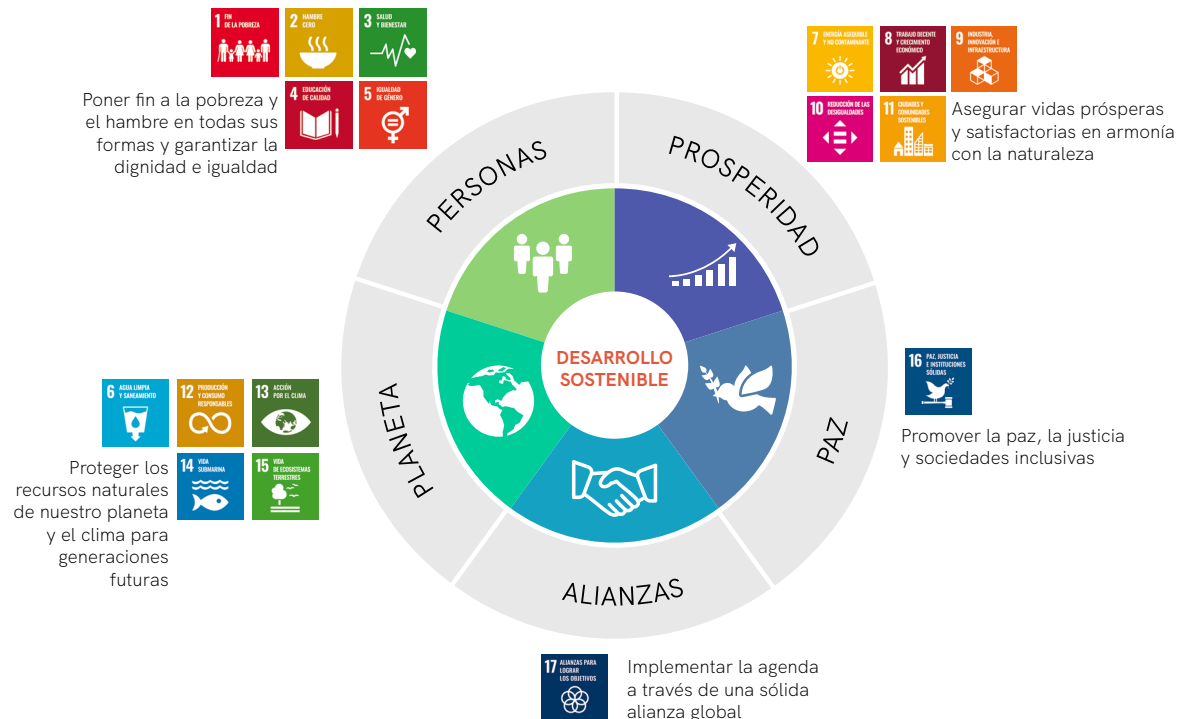 1 FIN
DE LA POBREZA
2 HAMBRE
CERO
3 SALUD
Y BIENESTAR
4 EDUCACIÓN
DE CALIDAD
5 IGUALDAD
DE GÉNERO
Poner fin a la pobreza y
el hambre en todas sus
formas y garantizar la
dignidad e igualdad
7 ENERGÍA ASEQUIBLE
Y NO CONTAMINANTE
8 TRABAJO DECENTE
Y CRECIMIENTO
ECONÓMICO
9 INDUSTRIA,
INNOVACIÓN E
INFRAESTRUCTURA
10 REDUCCIÓN DE LAS
DESIGUALDADES
11 CIUDADES Y
COMUNIDADES
SOSTENIBLES
Asegurar vidas prósperas
y satisfactorias en armonía
con la naturaleza
PERSONAS
PROSPERIDAD
DESARROLLO
SOSTENIBLE
PLANETA
PAZ
ALIANZAS
6 AGUA LIMPIA
Y SANEAMIENTO
12 PRODUCCIÓN
Y CONSUMO
RESPONSABLES
13 ACCIÓN
POR EL CLIMA
14 VIDA
SUBMARINA
15 VIDA
DE ECOSISTEMAS
TERRESTRES
Proteger los
recursos naturales
de nuestro planeta
y el clima para
generaciones
futuras
16 PAZ, JUSTICIA
E INSTITUCIONES
SÓLIDAS
Promover la paz, la justicia
y sociedades inclusivas
17 ALIANZAS PARA
LOGRAR
LOS OBJETIVOS
Implementar la agenda
a través de una sólida
alianza global